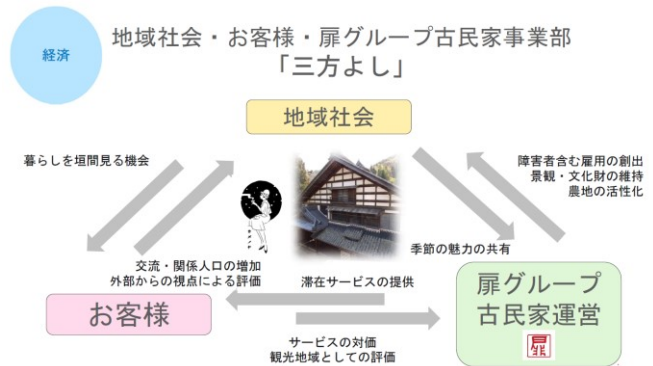 経済
地域社会・お客様・扉グループ古民家事業部
「三方よし」
地域社会
暮らしを垣間見る機会
障害者含む雇用の創出
景観・文化財の維持
農地の活性化
交流・関係人口の増加
外部からの視点による評価
季節の魅力の共有
滞在サービスの提供
お客様
扉グループ
古民家運営
扉
サービスの対価
観光地域としての評価